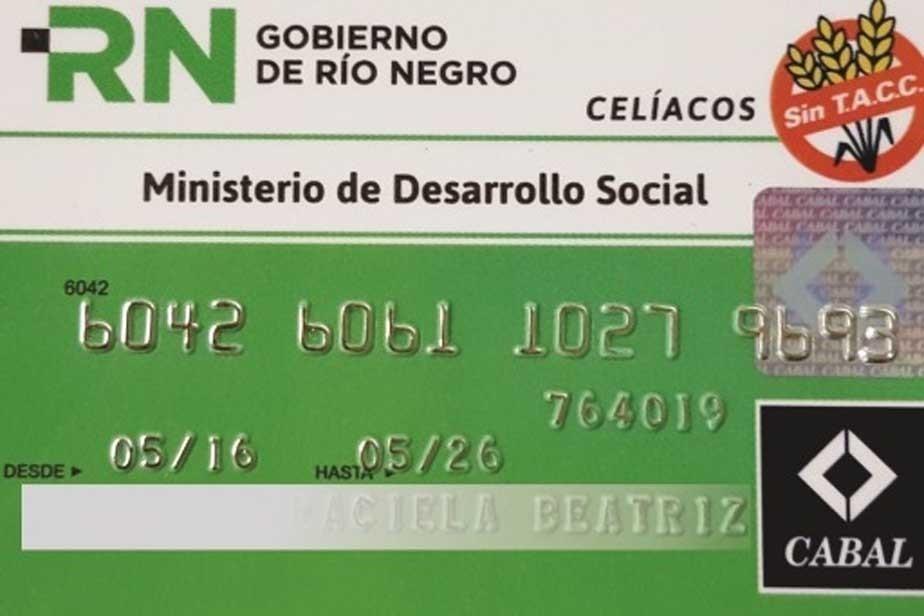 RN
GOBIERNO
DE RÍO NEGRO
CELÍACOS
Sin T.A.C.C.
Ministerio de Desarrollo Social
CABAL
6042
6042 6061 1027 9693
764019
DESDE 05/16 HASTA 05/26
BEATRIZ
CABAL